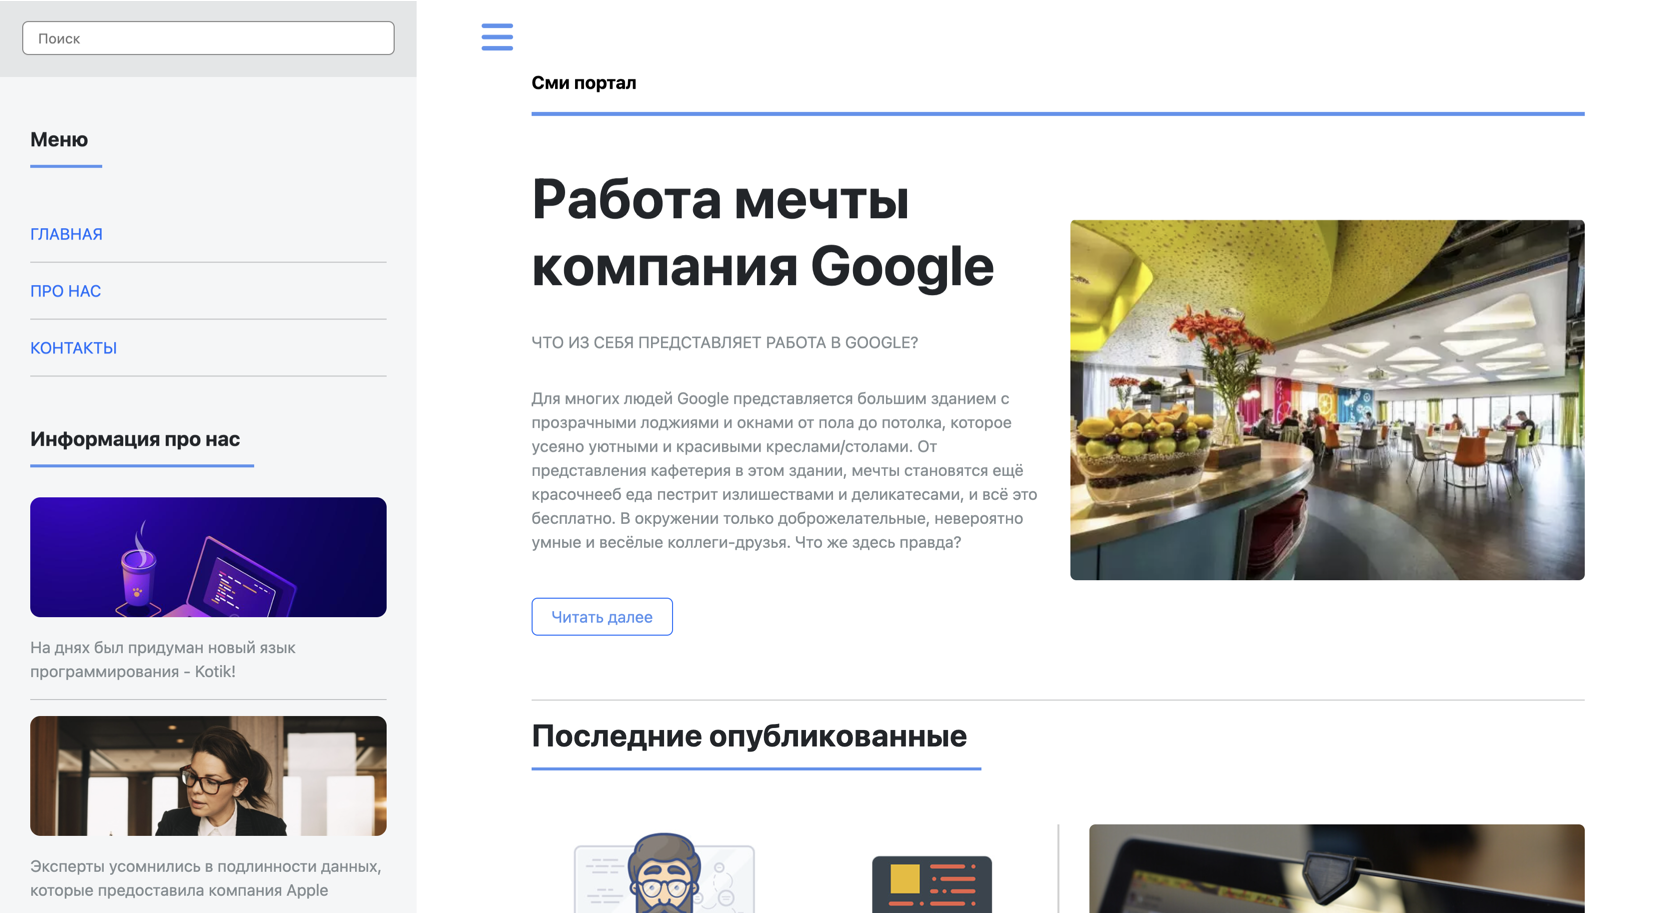 Поиск
Меню
ГЛАВНАЯ
ПРО НАС
КОНТАКТЫ
Информация про нас
На днях был придуман новый язык
программирования - Kotik!
Эксперты усомнились в подлинности данных,
которые предоставила компания Apple
Сми портал
Работа мечты
компания Google
ЧТО ИЗ СЕБЯ ПРЕДСТАВЛЯЕТ РАБОТА В GOOGLE?
Для многих людей Google представляется большим зданием с
прозрачными лоджиями и окнами от пола до потолка, которое
усеяно уютными и красивыми креслами/столами. От
представления кафетерия в этом здании, мечты становятся ещё
красочнееб еда пестрит излишествами и деликатесами, и всё это
бесплатно. В окружении только доброжелательные, невероятно
умные и весёлые коллеги-друзья. Что же здесь правда?
Читать далее
Последние опубликованные